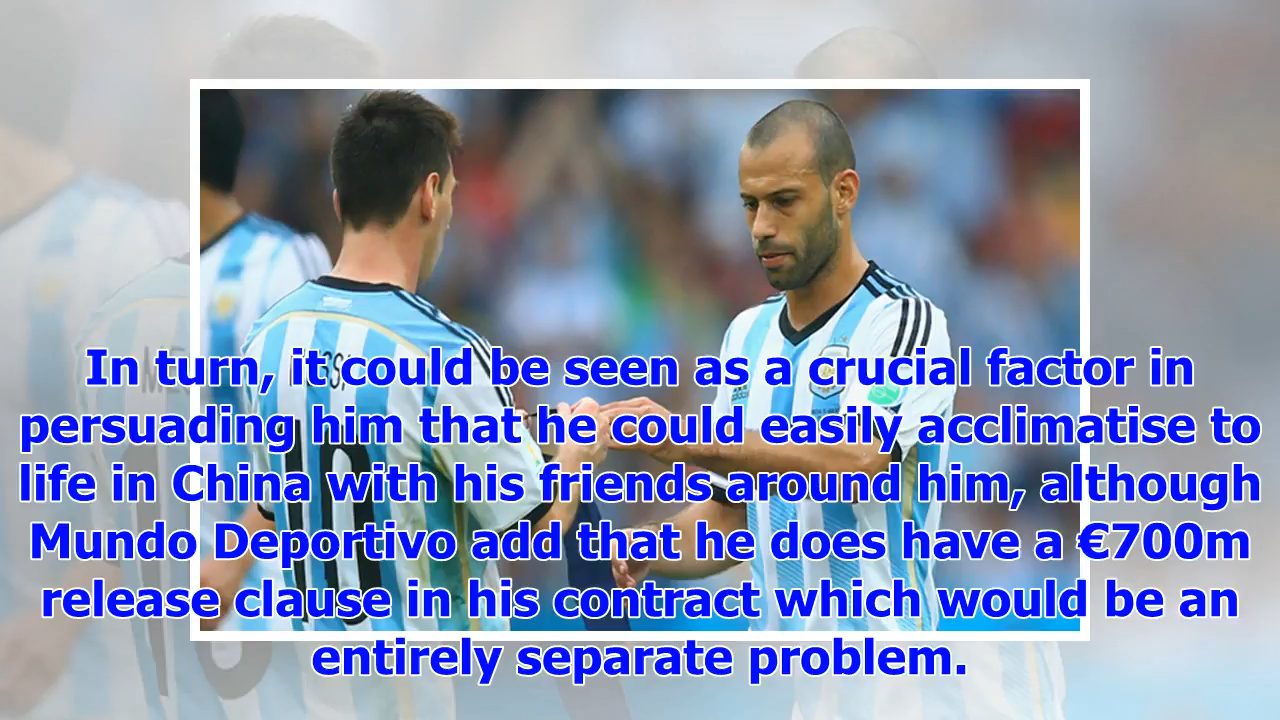 In turn, it could be seen as a crucial factor in
persuading him that he could easily acclimatise to
life in China with his friends around him, although
Mundo Deportivo add that he does have a €700m
release clause in his contract which would be an
entirely separate problem.
10